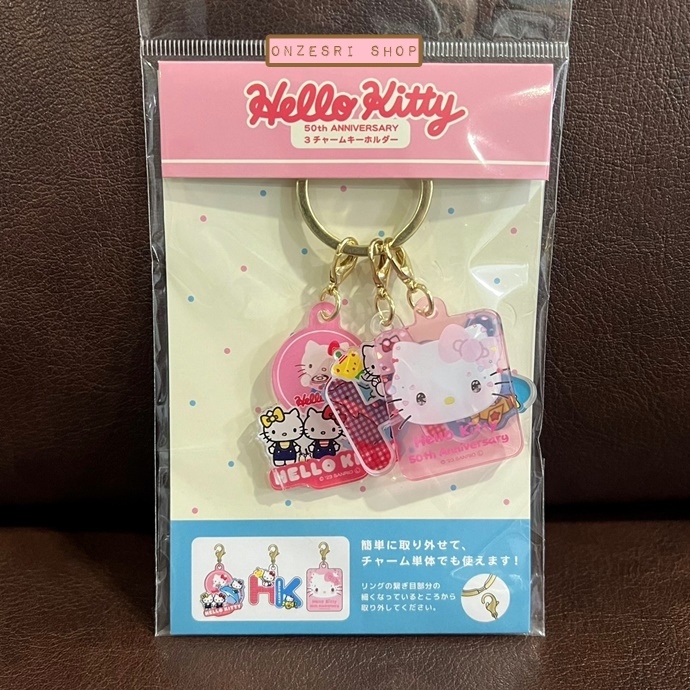 ONZESRI SHOP
Hello Kitty
50th ANNIVERSARY
3チャームキーホルダー
Hello
HELLO KI
© '23 SANRIO
Hello Kitty
50th Anniversary
簡単に取り外せて、
チャーム単体でも使えます!
リングの繋ぎ目部分の
細くなっているところから
取り外してください。
HELLO KITTY
HK